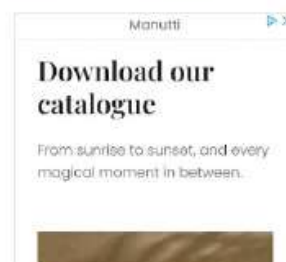 Manutti
Download our
catalogue
From sunrise to sunset, and every
magical moment in between.